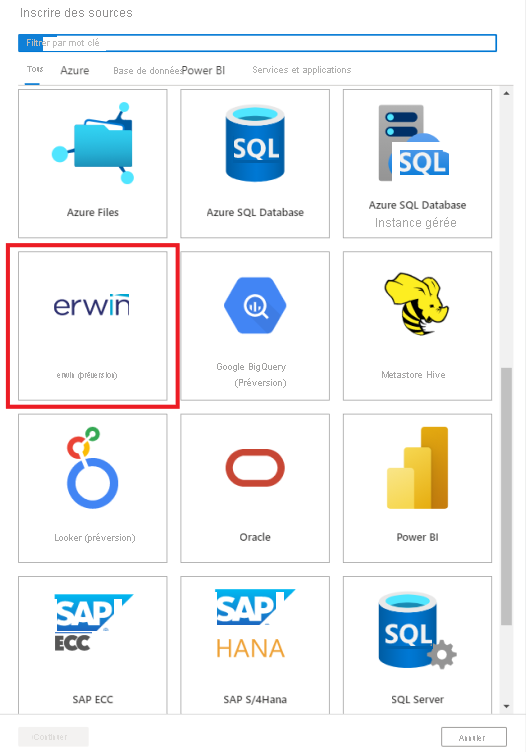 Inscrire des sources
Filtrer par mot clé
Tous Azure Base de données Power BI Services et applications
SQL SQL
Azure Files Azure SQL Database Azure SQL Database
Instance gérée
erwin
erwin (préversion) Google BigQuery Metastore Hive
(Préversion)
Looker (préversion) Oracle Power BI
SAP SAP SQL
ECC HANA
SAP ECC SAP S/4Hana SQL Server
Continuer Annuler